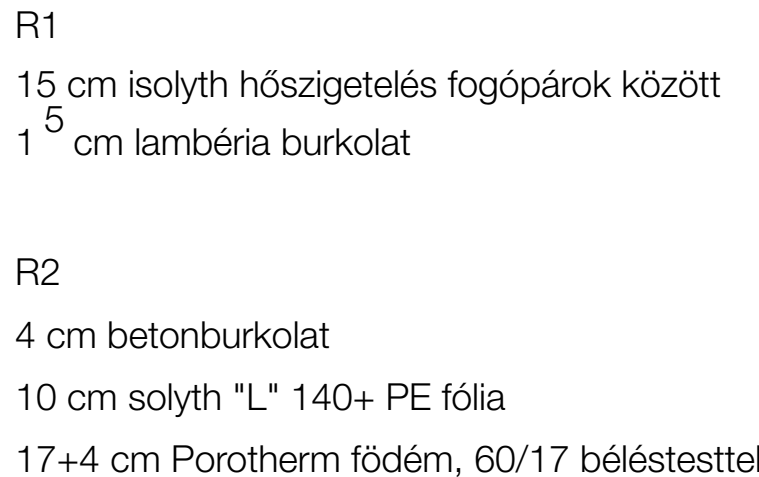 R1
15 cm isolyth hőszigetelés fogópárok között
1 5 cm lambéria burkolat
R2
4 cm betonburkolat
10 cm solyth "L" 140+ PE fólia
17+4 cm Porotherm födém, 60/17 béléstesttel